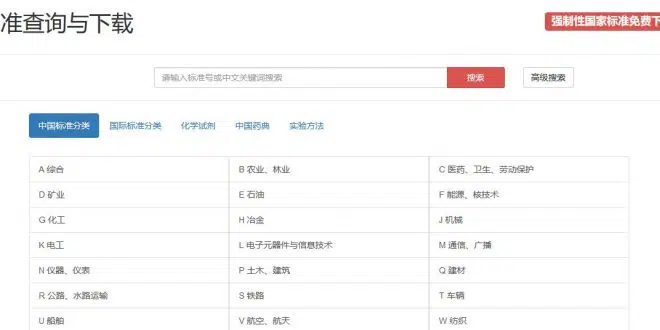 准查询与下载
强制性国家标准免费下
请输入标准号或中文关键词搜索
搜索
高级搜索
中国标准分类
国际标准分类
化学试剂
中国药典
实验方法
A 综合
B 农业、林业
C 医药、卫生、劳动保护
D 矿业
E 石油
F 能源、核技术
G 化工
H 冶金
J 机械
K 电工
L 电子元器件与信息技术
M 通信、广播
N 仪器、仪表
P 土木、建筑
Q 建材
R 公路、水路运输
S 铁路
T 车辆
U 船舶
V 航空、航天
W 纺织